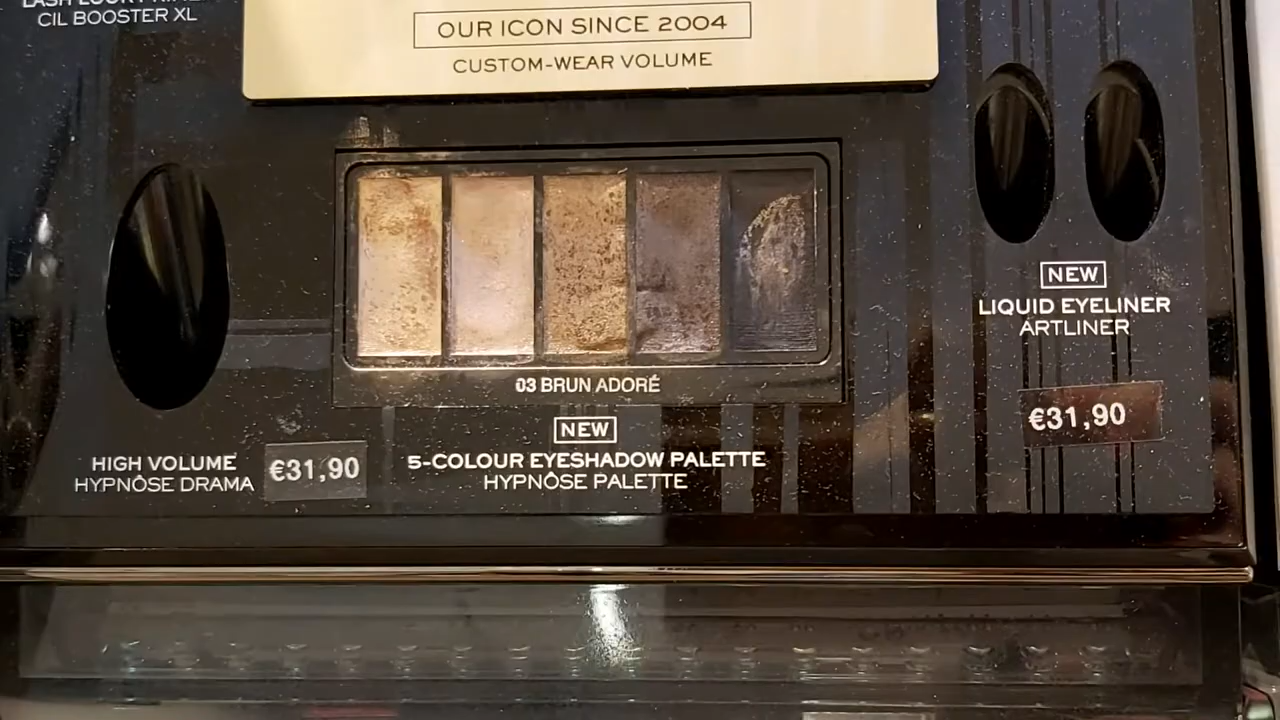 CIL BOOSTER XL
OUR ICON SINCE 2004
CUSTOM-WEAR VOLUME
03 BRUN ADORÉ
NEW
5-COLOUR EYESHADOW PALETTE
HYPNÔSE PALETTE
HIGH VOLUME
HYPNÔSE DRAMA
€31,90
NEW
LIQUID EYELINER
ARTLINER
€31,90